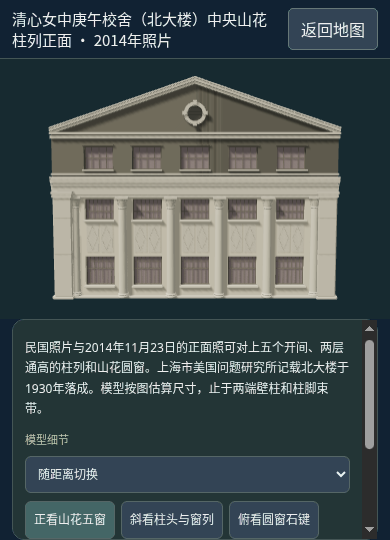 清心女中庚午校舍（北大楼）中央山花
柱列正面 · 2014年照片
返回地图
民国照片与2014年11月23日的正面照可对上五个开间、两层
通高的柱列和山花圆窗。上海市美国问题研究所记载北大楼于
1930年落成。模型按图估算尺寸，止于两端壁柱和柱脚束
带。
模型细节
随距离切换
正看山花五窗
斜看柱头与窗列
俯看圆窗石键